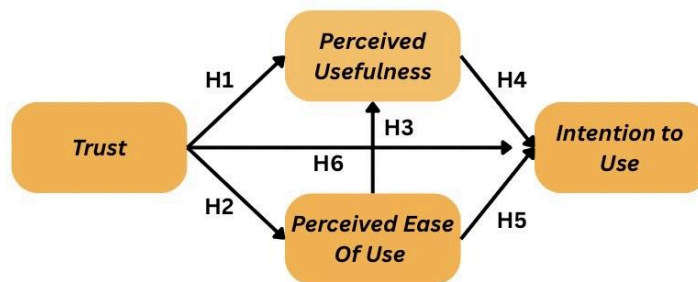 Perceived
Usefulness
H1
H4
H3
Trust
Intention to
Use
H6
H2
H5
Perceived Ease
Of Use